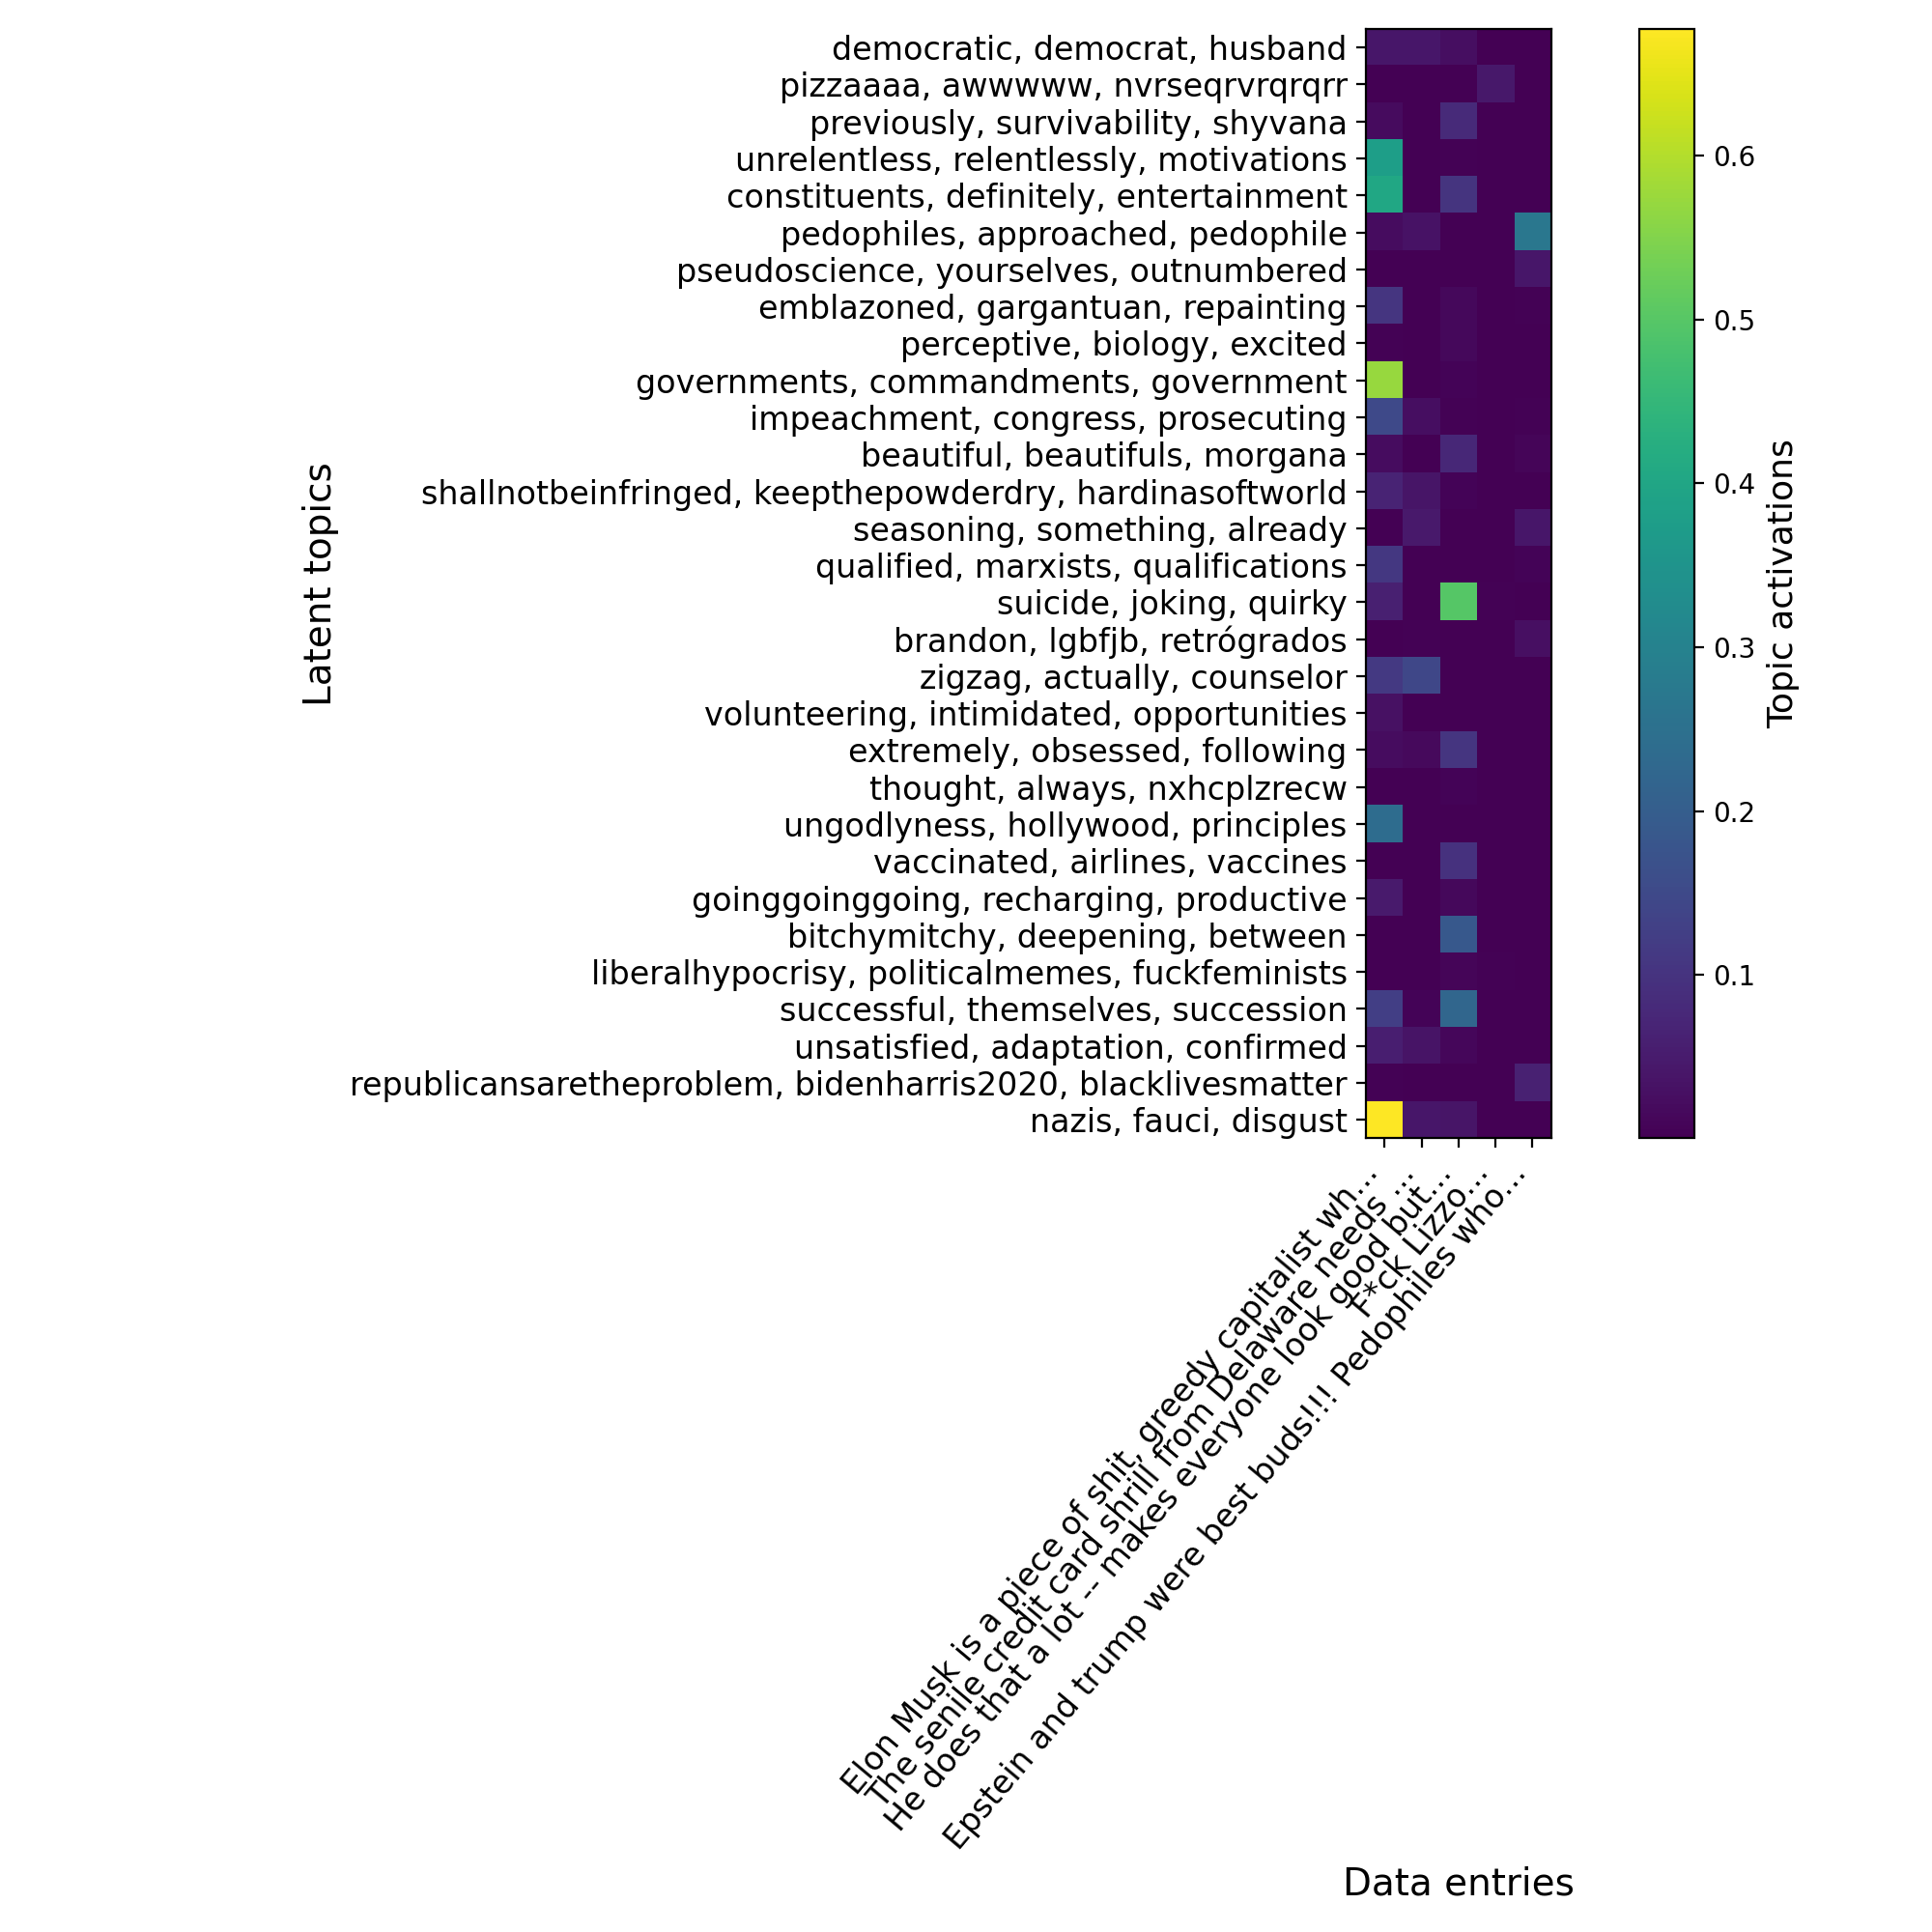 democratic, democrat, husband
pizzaaaa, awwwww, nvrseqrvrqrqrr
previously, survivability, shyvana
unrelentless, relentlessly, motivations
constituents, definitely, entertainment
pedophiles, approached, pedophile
pseudoscience, yourselves, outnumbered
emblazoned, gargantuan, repainting
perceptive, biology, excited
governments, commandments, government
impeachment, congress, prosecuting
beautiful, beautifuls, morgana
shallnotbeinfringed, keepthepowderdry, hardinasoftworld
seasoning, something, already
qualified, marxists, qualifications
suicide, joking, quirky
brandon, lgbfjb, retrógrados
zigzag, actually, counselor
volunteering, intimidated, opportunities
extremely, obsessed, following
thought, always, nxhcplzrecw
ungodlyness, hollywood, principles
vaccinated, airlines, vaccines
goinggoinggoing, recharging, productive
bitchymitchy, deepening, between
liberalhypocrisy, politicalmemes, fuckfeminists
successful, themselves, succession
unsatisfied, adaptation, confirmed
republicansaretheproblem, bidenharris2020, blacklivesmatter
nazis, fauci, disgust
Latent topics
Elon Musk is a piece of shit, greedy capitalist wh...
The senile credit card shrill from Delaware needs ...
He does that a lot -- makes everyone look good but...
F*ck Lizzo...
Epstein and trump were best buds!!! Pedophiles who...
Data entries
0.6
0.5
0.4
0.3
0.2
0.1
Topic activations